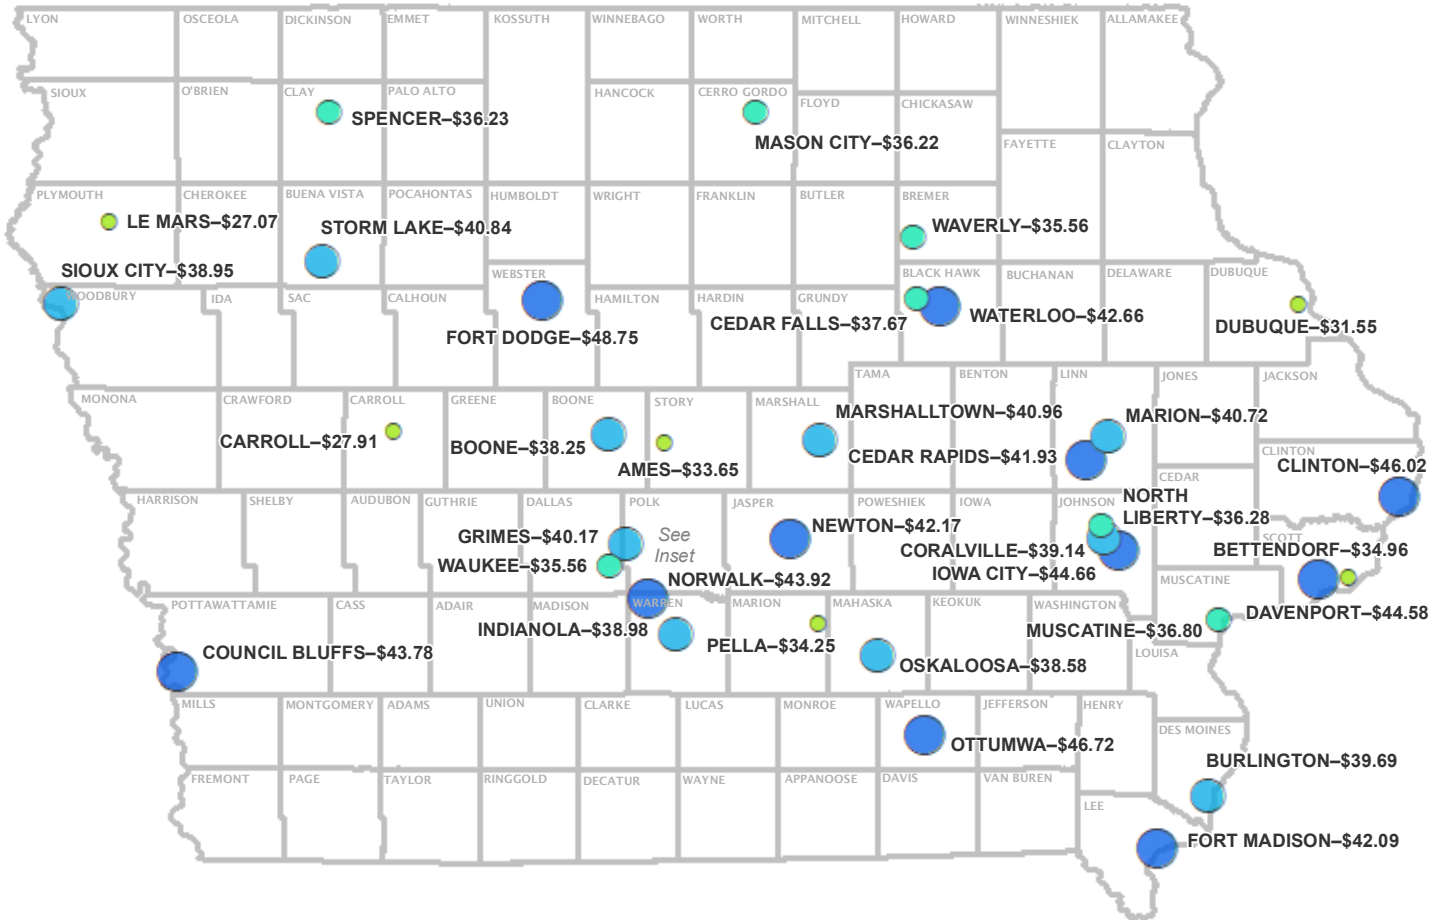 LYON
OSCEOLA
DICKINSON
EMMET
KOSSUTH
WINNEBAGO
WORTH
MITCHELL
HOWARD
WINNESHIEK
ALLAMAKEE
SIOUX
O'BRIEN
CLAY
PALO ALTO
HANCOCK
CERRO GORDO
FLOYD
CHICKASAW
SPENCER–$36.23
MASON CITY–$36.22
FAYETTE
CLAYTON
PLYMOUTH
CHEROKEE
BUENA VISTA
POCAHONTAS
HUMBOLDT
WRIGHT
FRANKLIN
BUTLER
BREMER
LE MARS–$27.07
STORM LAKE–$40.84
WAVERLY–$35.56
SIOUX CITY–$38.95
WEBSTER
BLACK HAWK
BUCHANAN
DELAWARE
DUBUQUE
WOODBURY
IDA
SAC
CALHOUN
HAMILTON
HARDIN
GRUNDY
FORT DODGE–$48.75
CEDAR FALLS–$37.67
WATERLOO–$42.66
DUBUQUE–$31.55
TAMA
BENTON
LINN
JONES
JACKSON
MONONA
CRAWFORD
CARROLL
GREENE
BOONE
STORY
MARSHALL
MARSHALLTOWN–$40.96
MARION–$40.72
CARROLL–$27.91
BOONE–$38.25
AMES–$33.65
CEDAR RAPIDS–$41.93
CLINTON
CLINTON–$46.02
CEDAR
HARRISON
SHELBY
AUDUBON
GUTHRIE
DALLAS
POLK
JASPER
POWESHIEK
IOWA
JOHNSON
NORTH
LIBERTY–$36.28
GRIMES–$40.17
See
Inset
NEWTON–$42.17
SCOTT
WAUKEE–$35.56
CORALVILLE–$39.14
BETTENDORF–$34.96
IOWA CITY–$44.66
NORWALK–$43.92
MUSCATINE
POTTAWATTAMIE
CASS
ADAIR
MADISON
WARREN
MARION
MAHASKA
KEOKUK
WASHINGTON
DAVENPORT–$44.58
INDIANOLA–$38.98
PELLA–$34.25
MUSCATINE–$36.80
COUNCIL BLUFFS–$43.78
OSKALOOSA–$38.58
LOUISA
MILLS
MONTGOMERY
ADAMS
UNION
CLARKE
LUCAS
MONROE
WAPELLO
JEFFERSON
HENRY
DES MOINES
OTTUMWA–$46.72
BURLINGTON–$39.69
FREMONT
PAGE
TAYLOR
RINGGOLD
DECATUR
WAYNE
APPANOOSE
DAVIS
VAN BUREN
LEE
FORT MADISON–$42.09